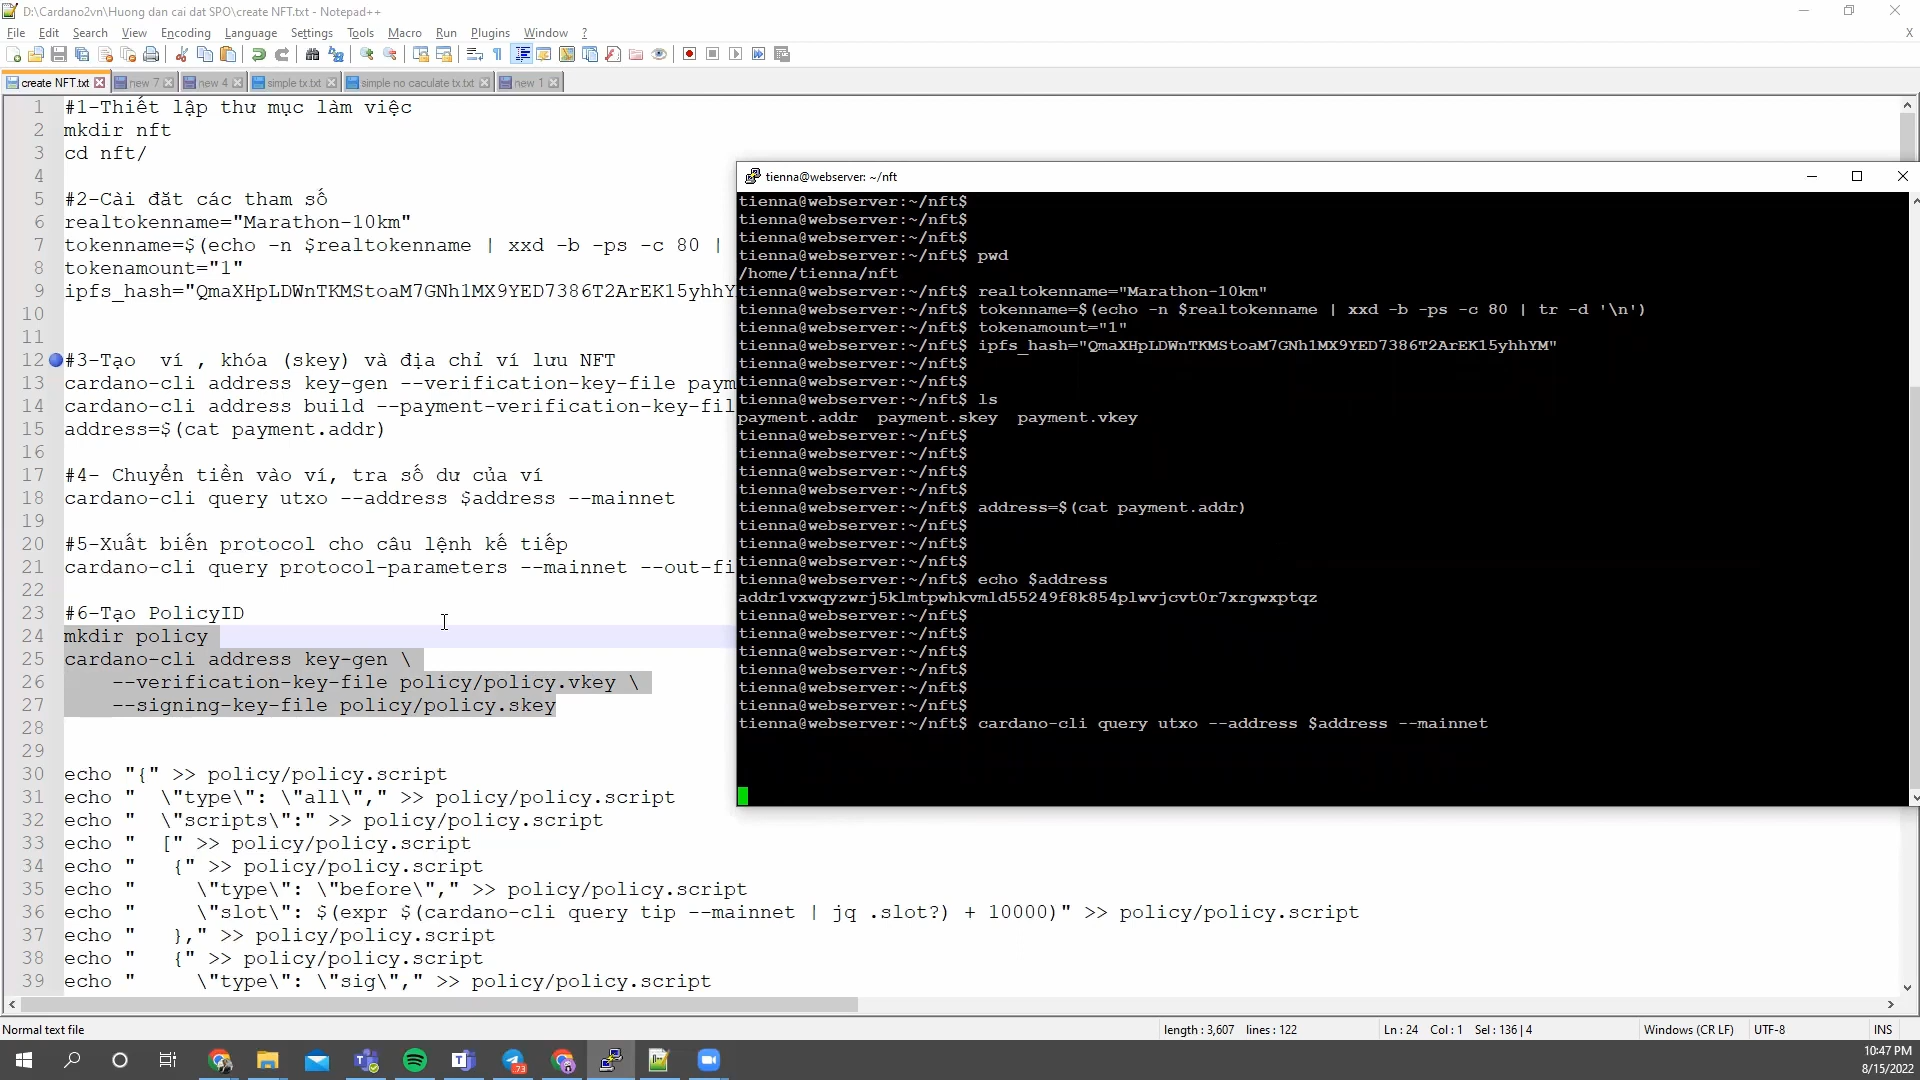 D:\Cardano2vn\Huong dan cai dat SPO\create NFT.txt - Notepad++
File Edit Search View Encoding Language Settings Tools Macro Run Plugins Window ? X
create NFT.txt new 7 new 4 simple tx.txt simple no caculate tx.txt new 1
1 #1-Thiết lập thư mục làm việc
2 mkdir nft
3 cd nft/
4
5 #2-Cài đăt các tham số
6 realtokenname="Marathon-10km"
7 tokenname=$(echo -n $realtokenname | xxd -b -ps -c 80 |
8 tokenamount="1"
9 ipfs_hash="QmaXHpLDWnTKMStoaM7GNh1MX9YED7386T2ArEK15yhhY
10
11
12 #3-Tạo  ví , khóa (skey) và địa chỉ ví lưu NFT
13 cardano-cli address key-gen --verification-key-file paym
14 cardano-cli address build --payment-verification-key-fil
15 address=$(cat payment.addr)
16
17 #4- Chuyển tiền vào ví, tra số dư của ví
18 cardano-cli query utxo --address $address --mainnet
19
20 #5-Xuất biến protocol cho câu lệnh kế tiếp
21 cardano-cli query protocol-parameters --mainnet --out-fi
22
23 #6-Tạo PolicyID
24 mkdir policy
25 cardano-cli address key-gen \
26     --verification-key-file policy/policy.vkey \
27     --signing-key-file policy/policy.skey
28
29
30 echo "{" >> policy/policy.script
31 echo "  \"type\": \"all\"," >> policy/policy.script
32 echo "  \"scripts\":" >> policy/policy.script
33 echo "  [" >> policy/policy.script
34 echo "   {" >> policy/policy.script
35 echo "     \"type\": \"before\"," >> policy/policy.script
36 echo "     \"slot\": $(expr $(cardano-cli query tip --mainnet | jq .slot?) + 10000)" >> policy/policy.script
37 echo "   }," >> policy/policy.script
38 echo "   {" >> policy/policy.script
39 echo "     \"type\": \"sig\"," >> policy/policy.script
tienna@webserver: ~/nft
tienna@webserver:~/nft$
tienna@webserver:~/nft$
tienna@webserver:~/nft$
tienna@webserver:~/nft$ pwd
/home/tienna/nft
tienna@webserver:~/nft$ realtokenname="Marathon-10km"
tienna@webserver:~/nft$ tokenname=$(echo -n $realtokenname | xxd -b -ps -c 80 | tr -d '\n')
tienna@webserver:~/nft$ tokenamount="1"
tienna@webserver:~/nft$ ipfs_hash="QmaXHpLDWnTKMStoaM7GNh1MX9YED7386T2ArEK15yhhYM"
tienna@webserver:~/nft$
tienna@webserver:~/nft$
tienna@webserver:~/nft$ ls
payment.addr  payment.skey  payment.vkey
tienna@webserver:~/nft$
tienna@webserver:~/nft$
tienna@webserver:~/nft$
tienna@webserver:~/nft$
tienna@webserver:~/nft$ address=$(cat payment.addr)
tienna@webserver:~/nft$
tienna@webserver:~/nft$
tienna@webserver:~/nft$
tienna@webserver:~/nft$ echo $address
addr1vxwqyzwrj5klmtpwhkvmld55249f8k854plwvjcvt0r7xrgwxptqz
tienna@webserver:~/nft$
tienna@webserver:~/nft$
tienna@webserver:~/nft$
tienna@webserver:~/nft$
tienna@webserver:~/nft$
tienna@webserver:~/nft$
tienna@webserver:~/nft$ cardano-cli query utxo --address $address --mainnet
Normal text file length : 3,607 lines : 122 Ln : 24 Col : 1 Sel : 136 | 4 Windows (CR LF) UTF-8 INS
73
10:47 PM
8/15/2022